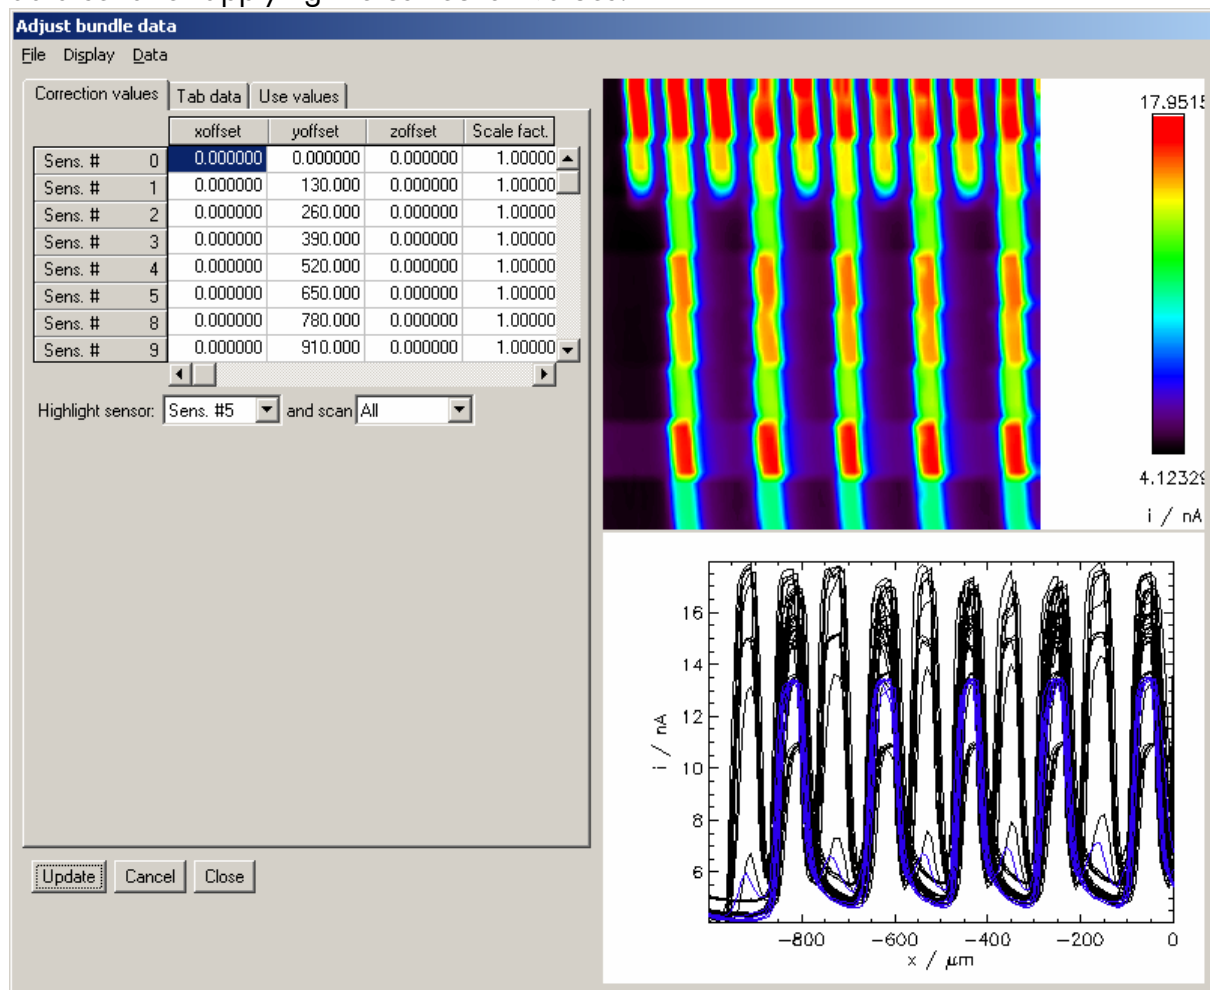 Adjust bundle data
File Display Data
Correction values Tab data Use values
xoffset yoffset zoffset Scale fact.
Sens. # 0 0.000000 0.000000 0.000000 1.00000
Sens. # 1 0.000000 130.000 0.000000 1.00000
Sens. # 2 0.000000 260.000 0.000000 1.00000
Sens. # 3 0.000000 390.000 0.000000 1.00000
Sens. # 4 0.000000 520.000 0.000000 1.00000
Sens. # 5 0.000000 650.000 0.000000 1.00000
Sens. # 8 0.000000 780.000 0.000000 1.00000
Sens. # 9 0.000000 910.000 0.000000 1.00000
Highlight sensor: Sens. #5 and scan All
Update Cancel Close
17.9515
4.12329
i / nA
16
14
12
10
8
6
i / nA
−800 −600 −400 −200 0
x / μm